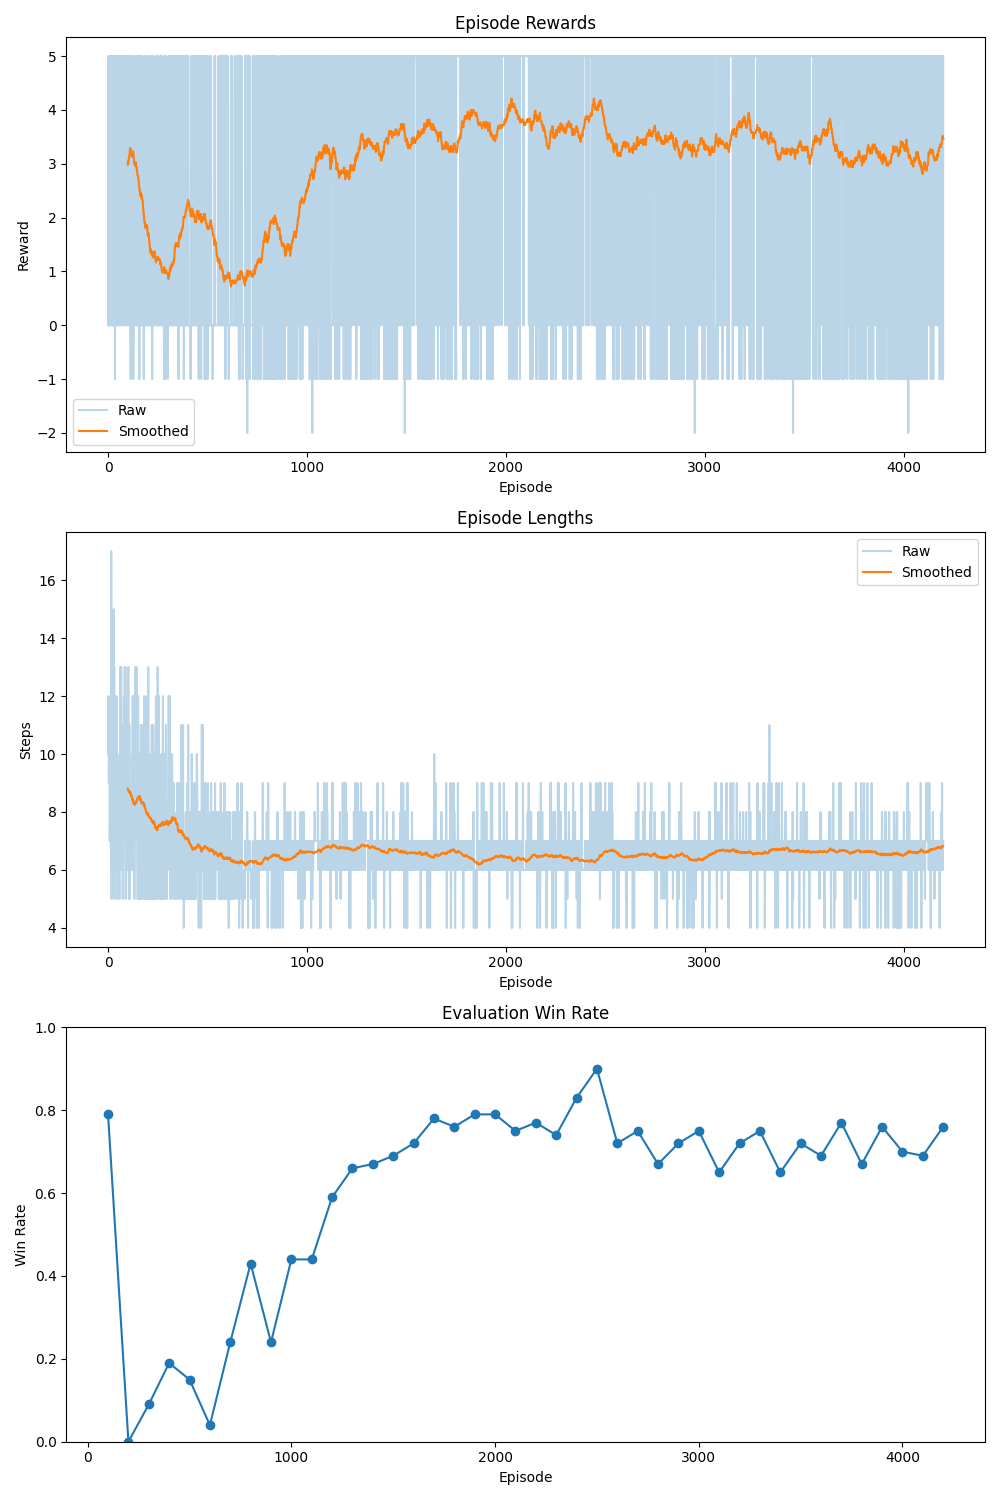 Episode Rewards
5
4
3
2
1
0
−1
−2
Reward
Raw
Smoothed
0 1000 2000 3000 4000
Episode
Episode Lengths
16
14
12
10
8
6
4
Steps
Raw
Smoothed
0 1000 2000 3000 4000
Episode
Evaluation Win Rate
1.0
0.8
0.6
0.4
0.2
0.0
Win Rate
0 1000 2000 3000 4000
Episode